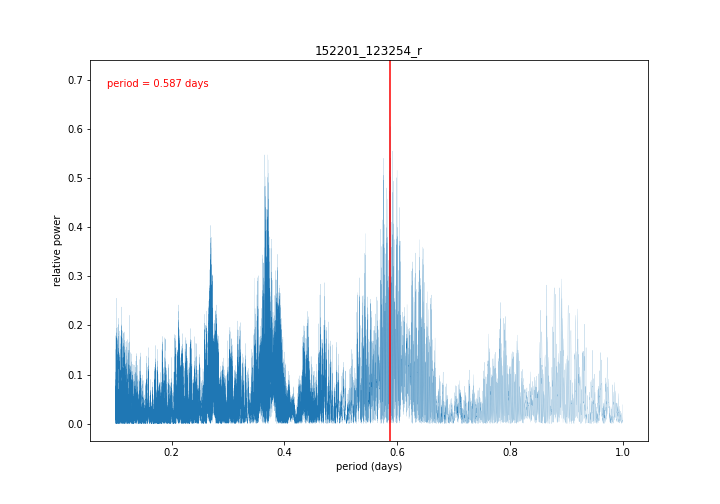 152201_123254_r
period = 0.587 days
relative power
0.7
0.6
0.5
0.4
0.3
0.2
0.1
0.0
0.2 0.4 0.6 0.8 1.0
period (days)